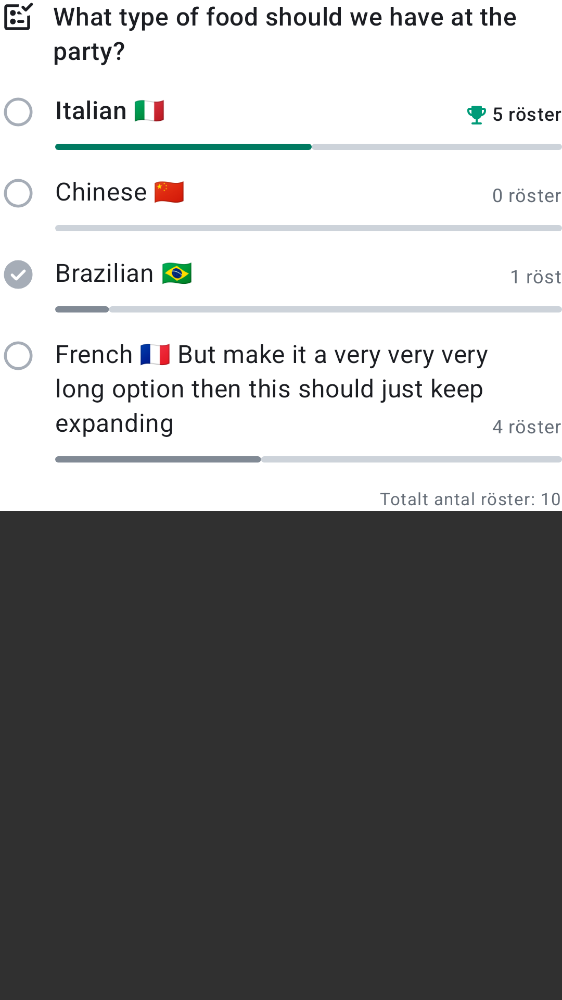 What type of food should we have at the
party?
Italian 🇮🇹 5 röster
Chinese 🇨🇳 0 röster
Brazilian 🇧🇷 1 röst
French 🇫🇷 But make it a very very very
long option then this should just keep
expanding 4 röster
Totalt antal röster: 10